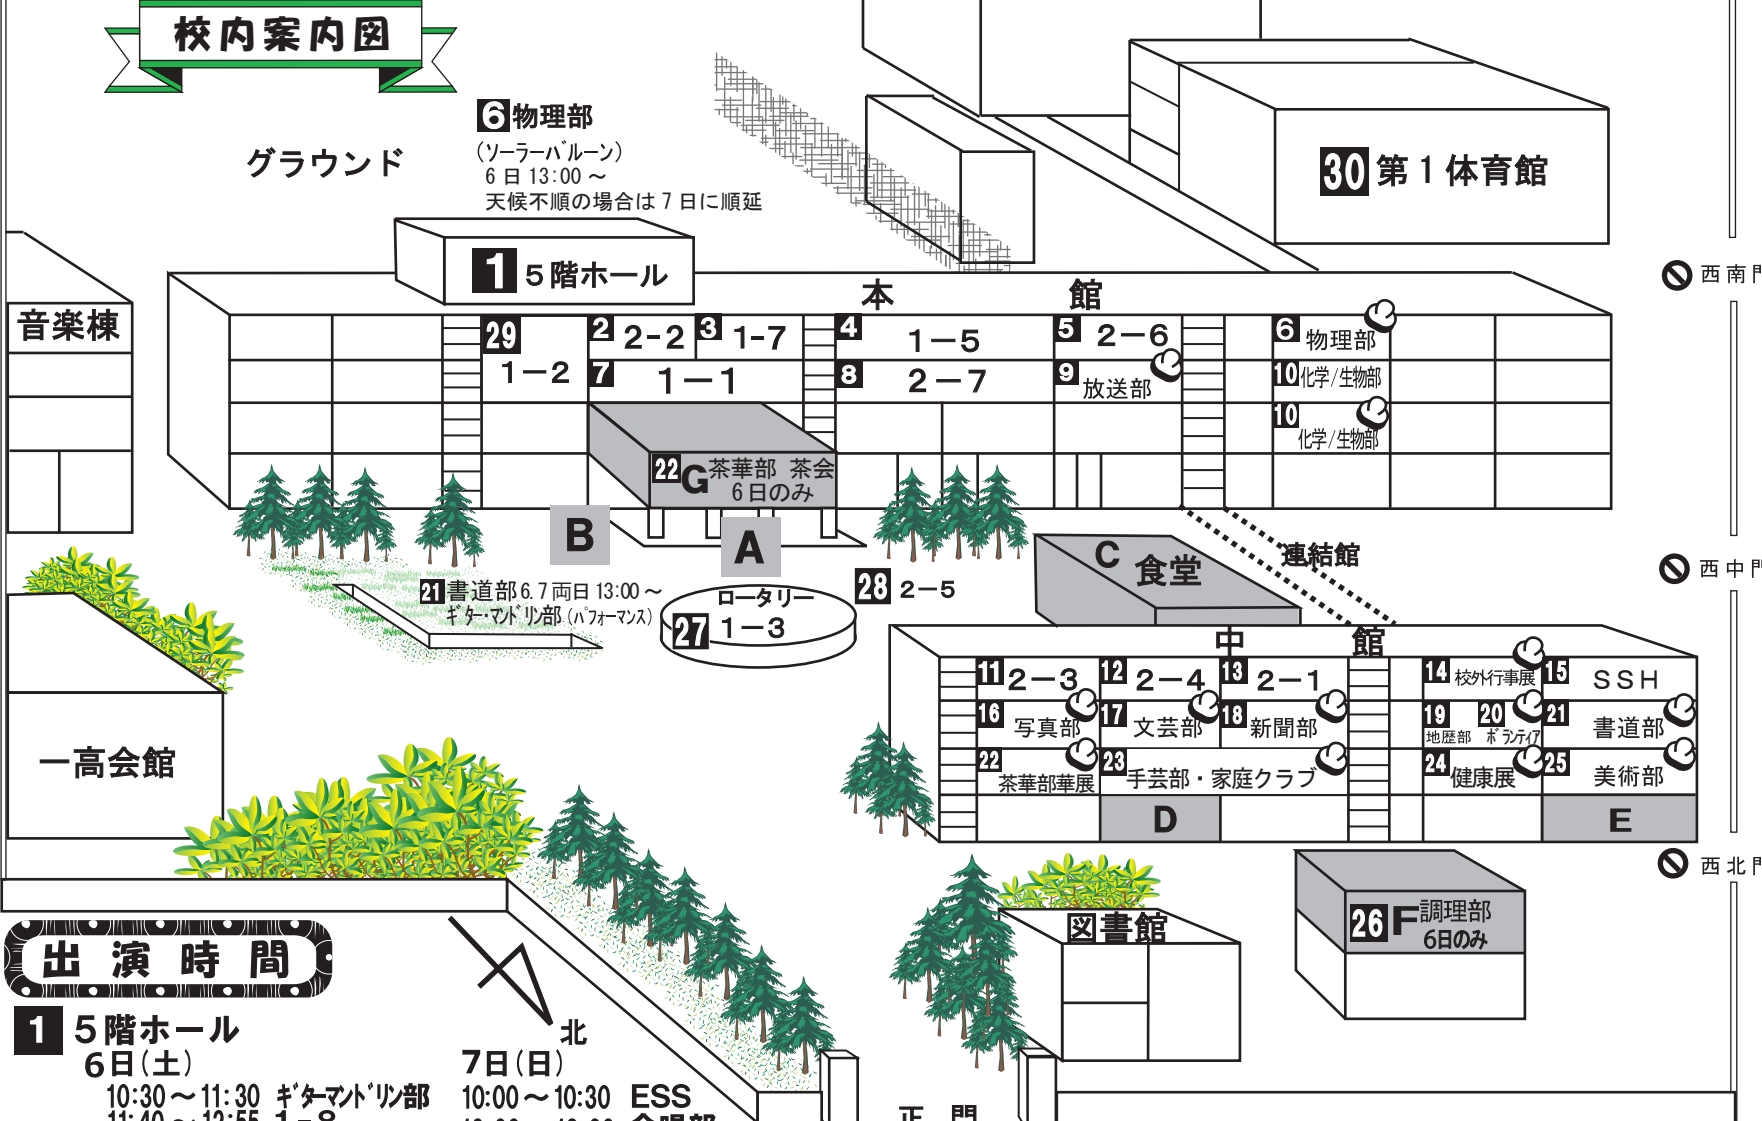 校内案内図
グラウンド
6 物理部
(ソーラーバルーン)
6日13:00～
天候不順の場合は7日に順延
30 第1体育館
西南門
1 5階ホール
本館
音楽棟
29 1－2
2 2-2
3 1-7
4 1－5
5 2－6
6 物理部
7 1－1
8 2－7
9 放送部
10 化学/生物部
10 化学/生物部
22 G 茶華部 茶会
6日のみ
B
A
C 食堂
連結館
西中門
21 書道部 6.7両日13:00～
ギター・マンドリン部(パフォーマンス)
ロータリー
27 1－3
28 2－5
中館
11 2－3
12 2－4
13 2－1
14 校外行事展
15 SSH
16 写真部
17 文芸部
18 新聞部
19 地歴部
20 ボランティア
21 書道部
22 茶華部華展
23 手芸部・家庭クラブ
24 健康展
25 美術部
D
E
一高会館
西北門
図書館
26 F 調理部
6日のみ
出演時間
北
1 5階ホール
6日(土)
10:30～11:30 ギターマンドリン部
11:40～12:55 1－8
7日(日)
10:00～10:30 ESS
正門